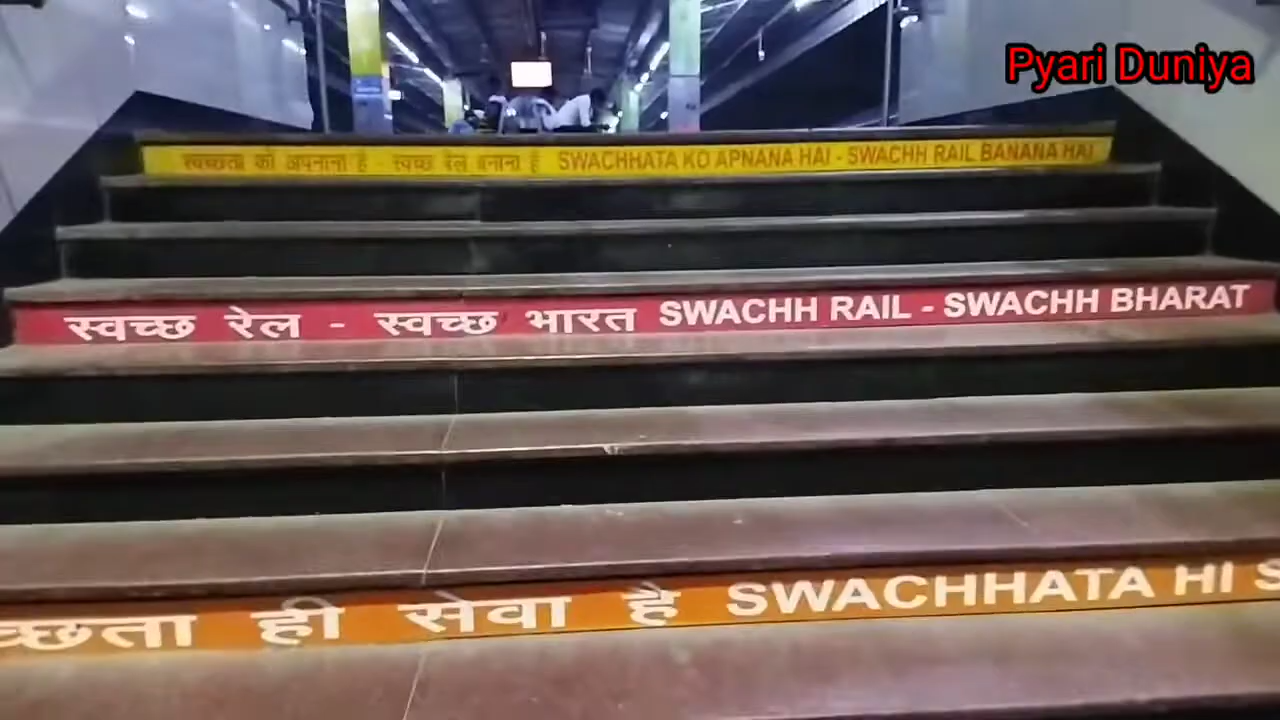 Pyari Duniya
स्वच्छता को अपनाना है - स्वच्छ रेल बनाना है SWACHHATA KO APNANA HAI - SWACHH RAIL BANANA HAI
स्वच्छ रेल - स्वच्छ भारत SWACHH RAIL - SWACHH BHARAT
च्छता ही सेवा है SWACHHATA HI S